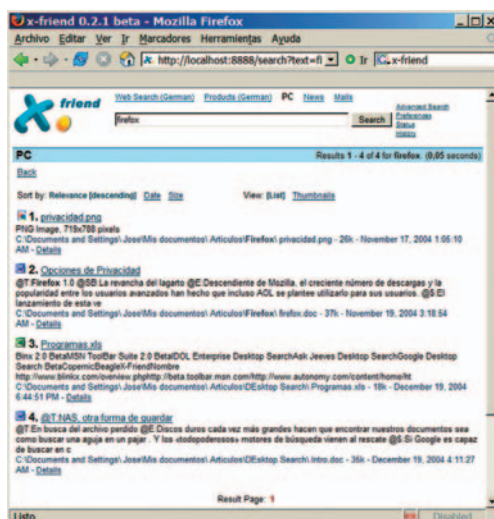 x-friend 0.2.1 beta - Mozilla Firefox
Archivo Editar Ver Ir Marcadores Herramientas Ayuda
http://localhost:8888/search?text=fi Ir x-friend
friend
Web Search (German) Products (German) PC News Mails
firefox
Search
Advanced Search
Preferences
Status
History
PC Results 1 - 4 of 4 for firefox. (0,05 seconds)
Back
Sort by: Relevance [descending] Date Size View: [List] Thumbnails
1. privacidad.png
PNG Image, 719x788 pixels
C:\Documents and Settings\Jose\Mis documentos\Articulos\Firefox\privacidad.png - 26k - November 17, 2004 1:05:10
AM - Details
2. Opciones de Privacidad
@T:Firefox 1.0 @SB:La revancha del lagarto @E:Descendiente de Mozilla, el creciente número de descargas y la
popularidad entre los usuarios avanzados han hecho que incluso AOL se plantee utilizarlo para sus usuarios. @S:El
lanzamiento de esta ve
C:\Documents and Settings\Jose\Mis documentos\Articulos\Firefox\firefox.doc - 37k - November 19, 2004 3:18:54
AM - Details
3. Programas.xls
Binx 2.0 BetaMSN ToolBar Suite 2.0 BetaIDOL Enterprise Desktop SearchAsk Jeeves Desktop SearchGoogle Desktop
Search BetaCopernicBeagleX-FriendNombre
http://www.blinkx.com/overview.phphttp://beta.toolbar.msn.com/http://www.autonomy.com/content/home/ht
C:\Documents and Settings\Jose\Mis documentos\Articulos\DEsktop Search\Programas.xls - 18k - December 19, 2004
6:44:51 PM - Details
4. @T:NAS, otra forma de guardar
@T En busca del archivo perdido @E:Discos duros cada vez más grandes hacen que encontrar nuestros documentos sea
como buscar una aguja en un pajar . Y los «todopoderosos» motores de búsqueda vienen al rescate @S:Si Google es capaz
de buscar en c
C:\Documents and Settings\Jose\Mis documentos\Articulos\DEsktop Search\Intro.doc - 35k - December 19, 2004 4:11:27
AM - Details
Result Page: 1
Listo Disabled